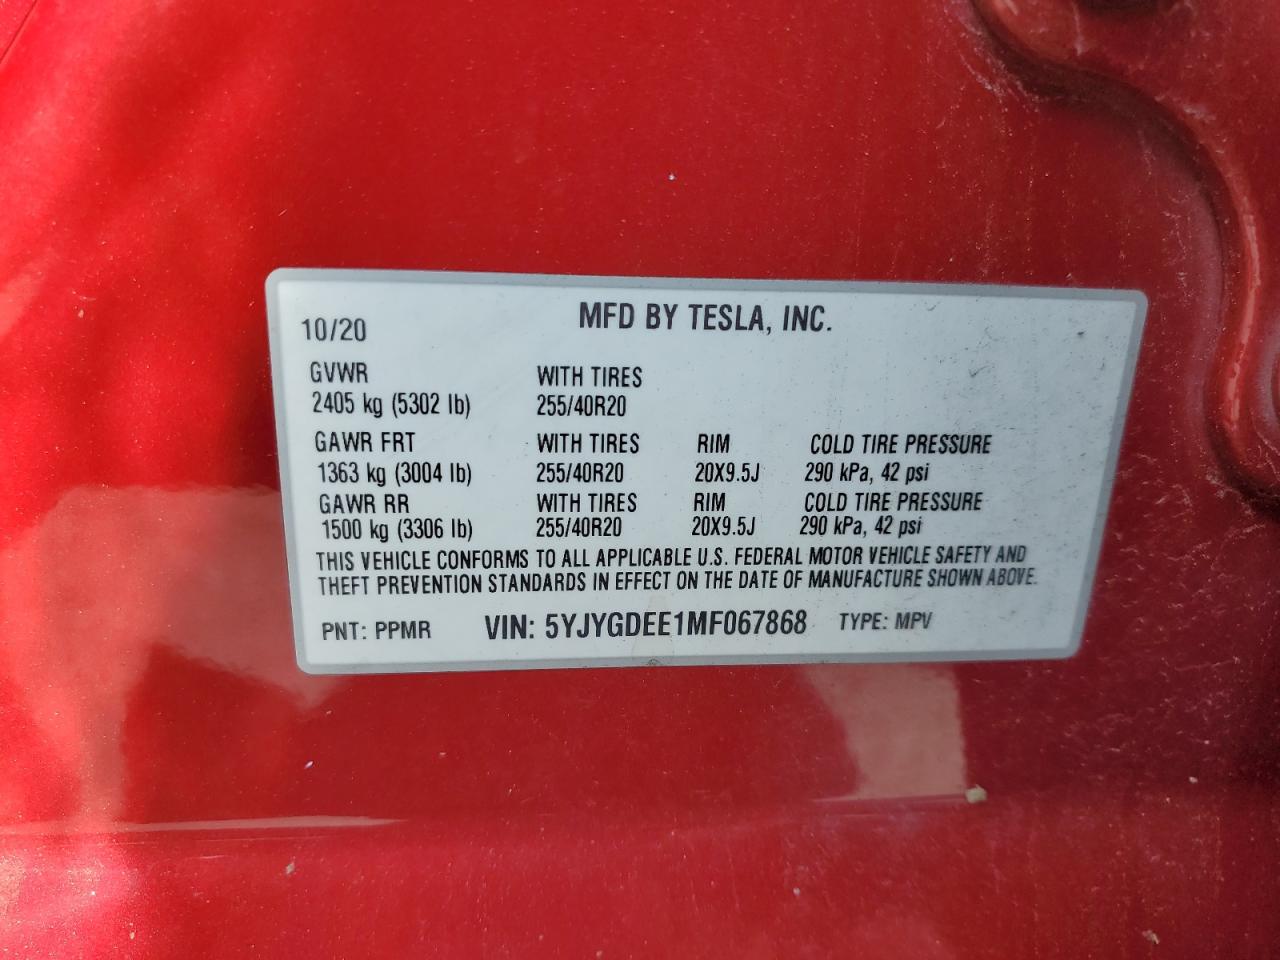 MFD BY TESLA, INC.
10/20
GVWR WITH TIRES
2405 kg (5302 lb) 255/40R20
GAWR FRT WITH TIRES RIM COLD TIRE PRESSURE
1363 kg (3004 lb) 255/40R20 20X9.5J 290 kPa, 42 psi
GAWR RR WITH TIRES RIM COLD TIRE PRESSURE
1500 kg (3306 lb) 255/40R20 20X9.5J 290 kPa, 42 psi
THIS VEHICLE CONFORMS TO ALL APPLICABLE U.S. FEDERAL MOTOR VEHICLE SAFETY AND
THEFT PREVENTION STANDARDS IN EFFECT ON THE DATE OF MANUFACTURE SHOWN ABOVE.
PNT: PPMR VIN: 5YJYGDEE1MF067868 TYPE: MPV